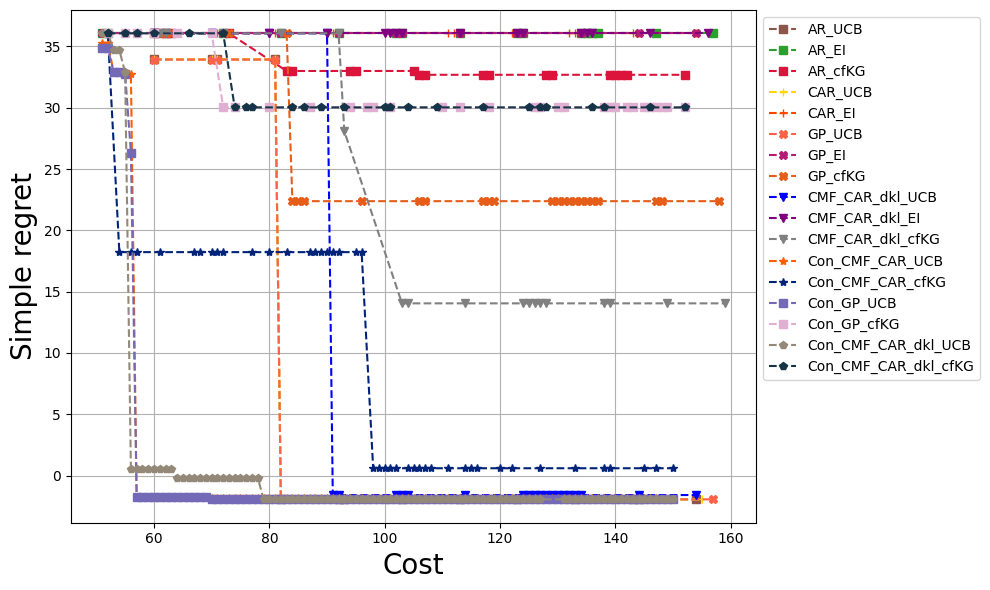 35
30
25
20
15
10
5
0
Simple regret
60
80
100
120
140
160
Cost
AR_UCB
AR_EI
AR_cfKG
CAR_UCB
CAR_EI
GP_UCB
GP_EI
GP_cfKG
CMF_CAR_dkl_UCB
CMF_CAR_dkl_EI
CMF_CAR_dkl_cfKG
Con_CMF_CAR_UCB
Con_CMF_CAR_cfKG
Con_GP_UCB
Con_GP_cfKG
Con_CMF_CAR_dkl_UCB
Con_CMF_CAR_dkl_cfKG